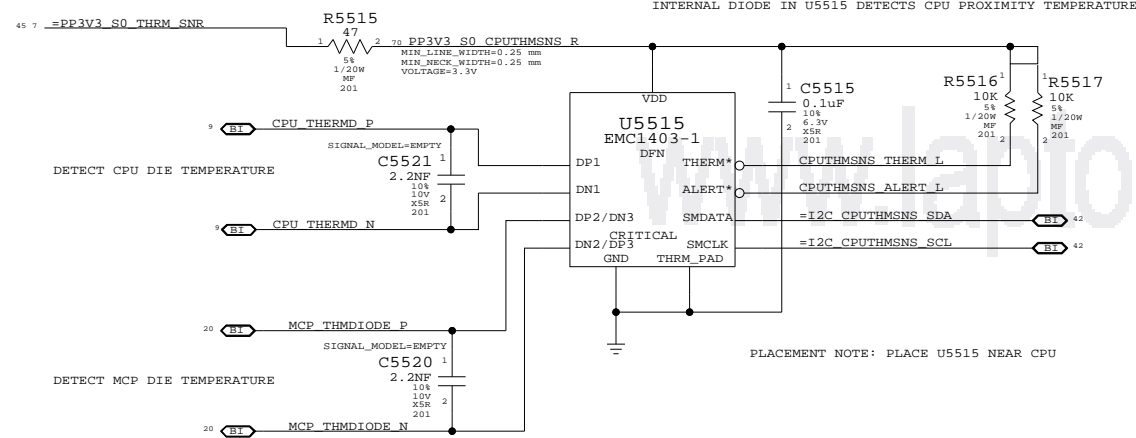 INTERNAL DIODE IN U5515 DETECTS CPU PROXIMITY TEMPERATURE
45 7 =PP3V3_S0_THRM_SNR
R5515
47
1 2
5%
1/20W
MF
201
70 PP3V3_S0_CPUTHMSNS_R
MIN_LINE_WIDTH=0.25 mm
MIN_NECK_WIDTH=0.25 mm
VOLTAGE=3.3V
1 C5515
0.1uF
10%
6.3V
2 X5R
201
R5516 1
10K
5%
1/20W
MF
201 2
1 R5517
10K
5%
1/20W
MF
2 201
9 BI CPU_THERMD_P
SIGNAL_MODEL=EMPTY
C5521 1
2.2NF
10%
10V
X5R 2
201
DETECT CPU DIE TEMPERATURE
9 BI CPU_THERMD_N
VDD
U5515
EMC1403-1
DFN
DP1 THERM*
CPUTHMSNS_THERM_L
DN1 ALERT*
CPUTHMSNS_ALERT_L
DP2/DN3 SMDATA
=I2C_CPUTHMSNS_SDA BI 42
CRITICAL
DN2/DP3 SMCLK
=I2C_CPUTHMSNS_SCL BI 42
GND THRM_PAD
20 BI MCP_THMDIODE_P
SIGNAL_MODEL=EMPTY
C5520 1
2.2NF
10%
10V
X5R 2
201
DETECT MCP DIE TEMPERATURE
20 BI MCP_THMDIODE_N
PLACEMENT NOTE: PLACE U5515 NEAR CPU
www.lapto